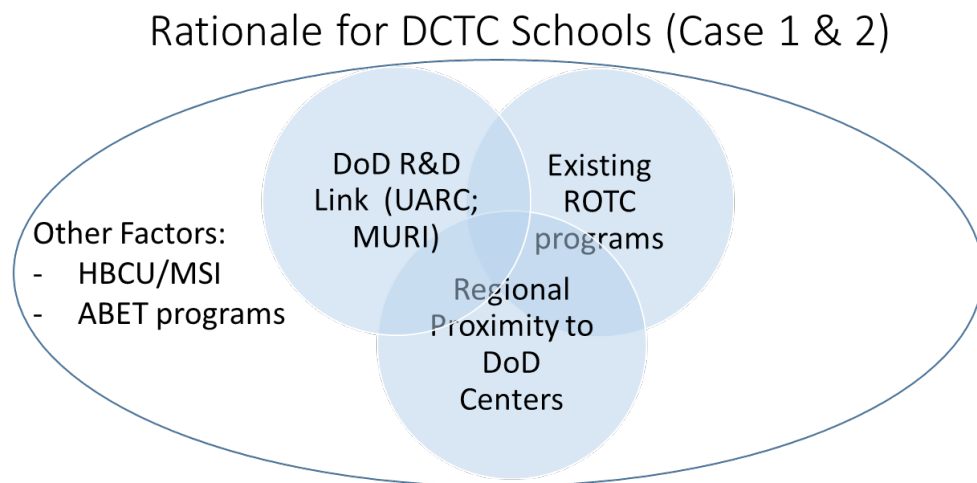 Rationale for DCTC Schools (Case 1 & 2)
DoD R&D
Link (UARC;
MURI)
Existing
ROTC
programs
Other Factors:
- HBCU/MSI
- ABET programs
Regional
Proximity to
DoD
Centers